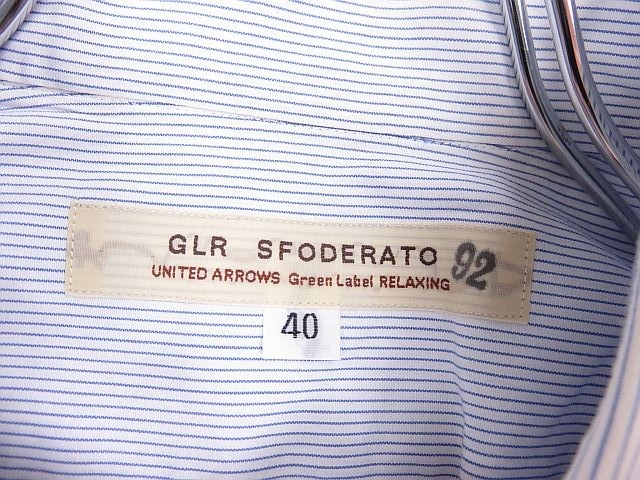 GLR SFODERATO 92
UNITED ARROWS Green Label RELAXING
40